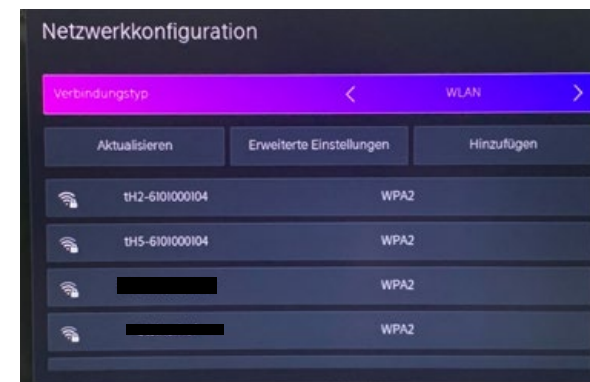 Netzwerkkonfiguration
Verbindungstyp < WLAN >
Aktualisieren Erweiterte Einstellungen Hinzufügen
tH2-6101000104 WPA2
tH5-6101000104 WPA2
WPA2
WPA2